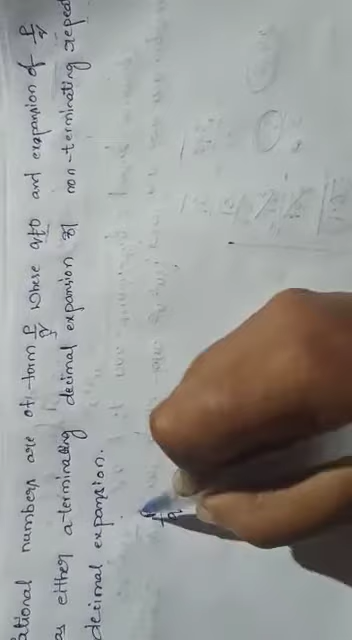 ational numbers are of-form p/q where q≠0 and expansion of p/q
as either a-terminating decimal expansion or non-terminating repea
decimal expansion.
p/q